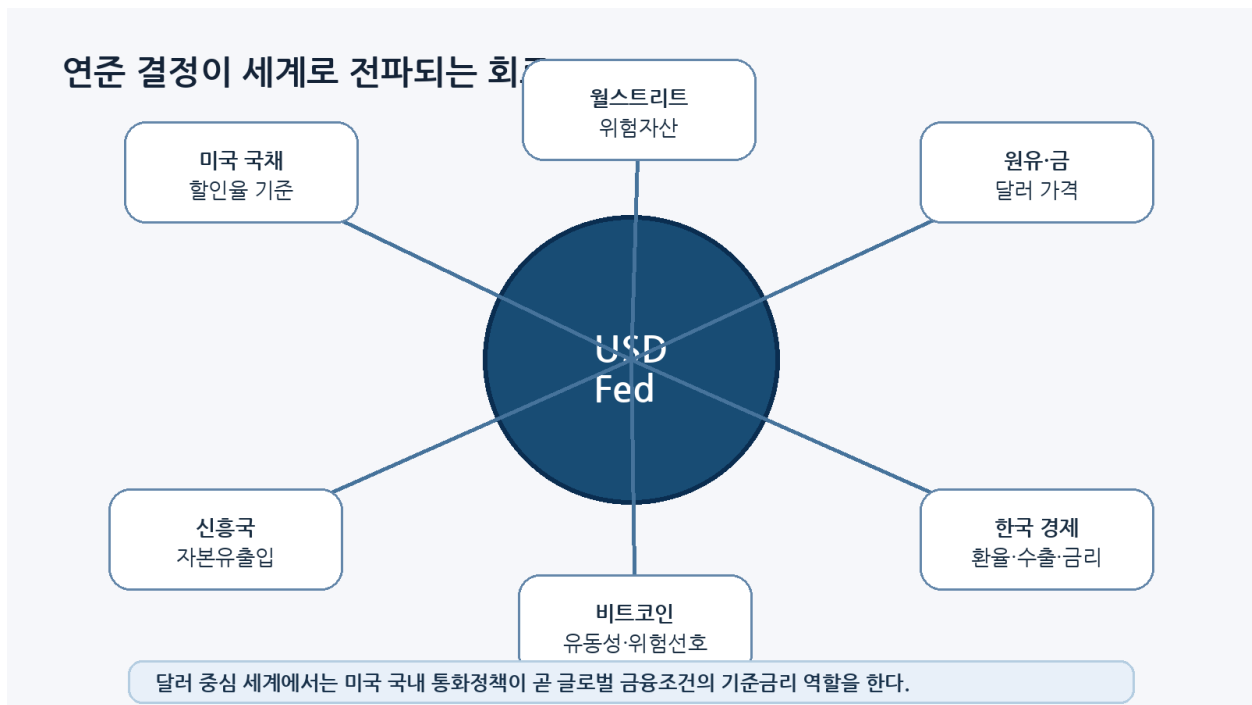 연준 결정이 세계로 전파되는
월스트리트
위험자산
미국 국채
할인율 기준
원유·금
달러 가격
USD
Fed
신흥국
자본유출입
한국 경제
환율·수출·금리
비트코인
유동성·위험선호
달러 중심 세계에서는 미국 국내 통화정책이 곧 글로벌 금융조건의 기준금리 역할을 한다.